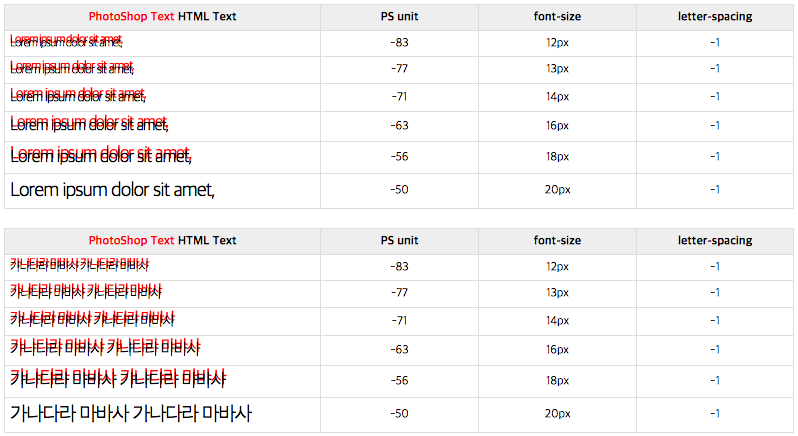 PhotoShop Text HTML Text PS unit font-size letter-spacing
Lorem ipsum dolor sit amet, -83 12px -1
Lorem ipsum dolor sit amet, -77 13px -1
Lorem ipsum dolor sit amet, -71 14px -1
Lorem ipsum dolor sit amet, -63 16px -1
Lorem ipsum dolor sit amet, -56 18px -1
Lorem ipsum dolor sit amet, -50 20px -1
PhotoShop Text HTML Text PS unit font-size letter-spacing
가나다라 마바사 가나다라 마바사 -83 12px -1
가나다라 마바사 가나다라 마바사 -77 13px -1
가나다라 마바사 가나다라 마바사 -71 14px -1
가나다라 마바사 가나다라 마바사 -63 16px -1
가나다라 마바사 가나다라 마바사 -56 18px -1
가나다라 마바사 가나다라 마바사 -50 20px -1